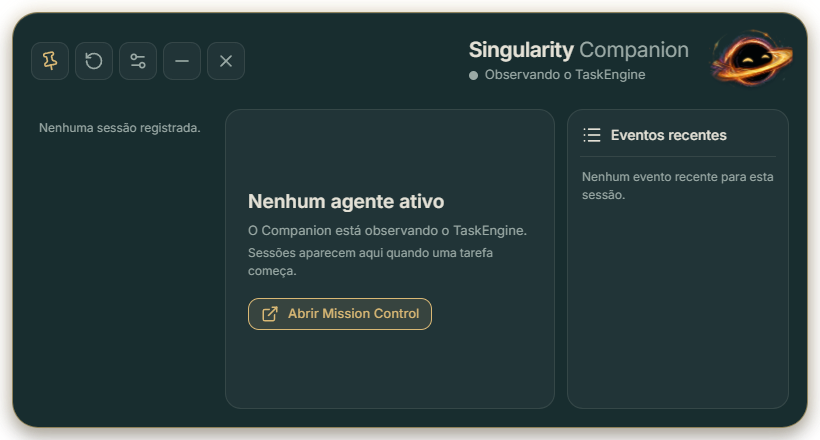 Singularity Companion
Observando o TaskEngine
Nenhuma sessão registrada.
Nenhum agente ativo
O Companion está observando o TaskEngine.
Sessões aparecem aqui quando uma tarefa
começa.
Abrir Mission Control
Eventos recentes
Nenhum evento recente para esta
sessão.